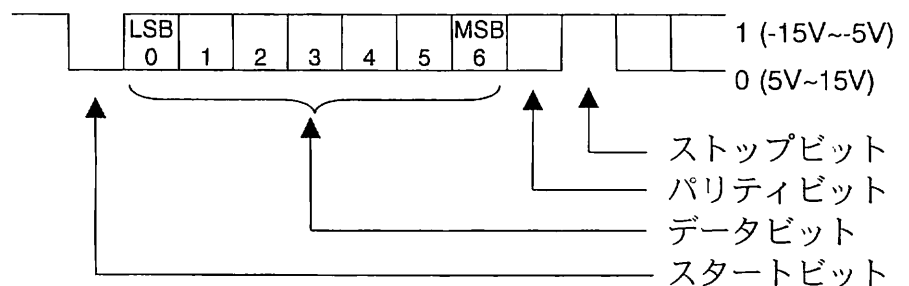 LSB MSB
0 1 2 3 4 5 6
1 (-15V~-5V)
0 (5V~15V)
ストップビット
パリティビット
データビット
スタートビット